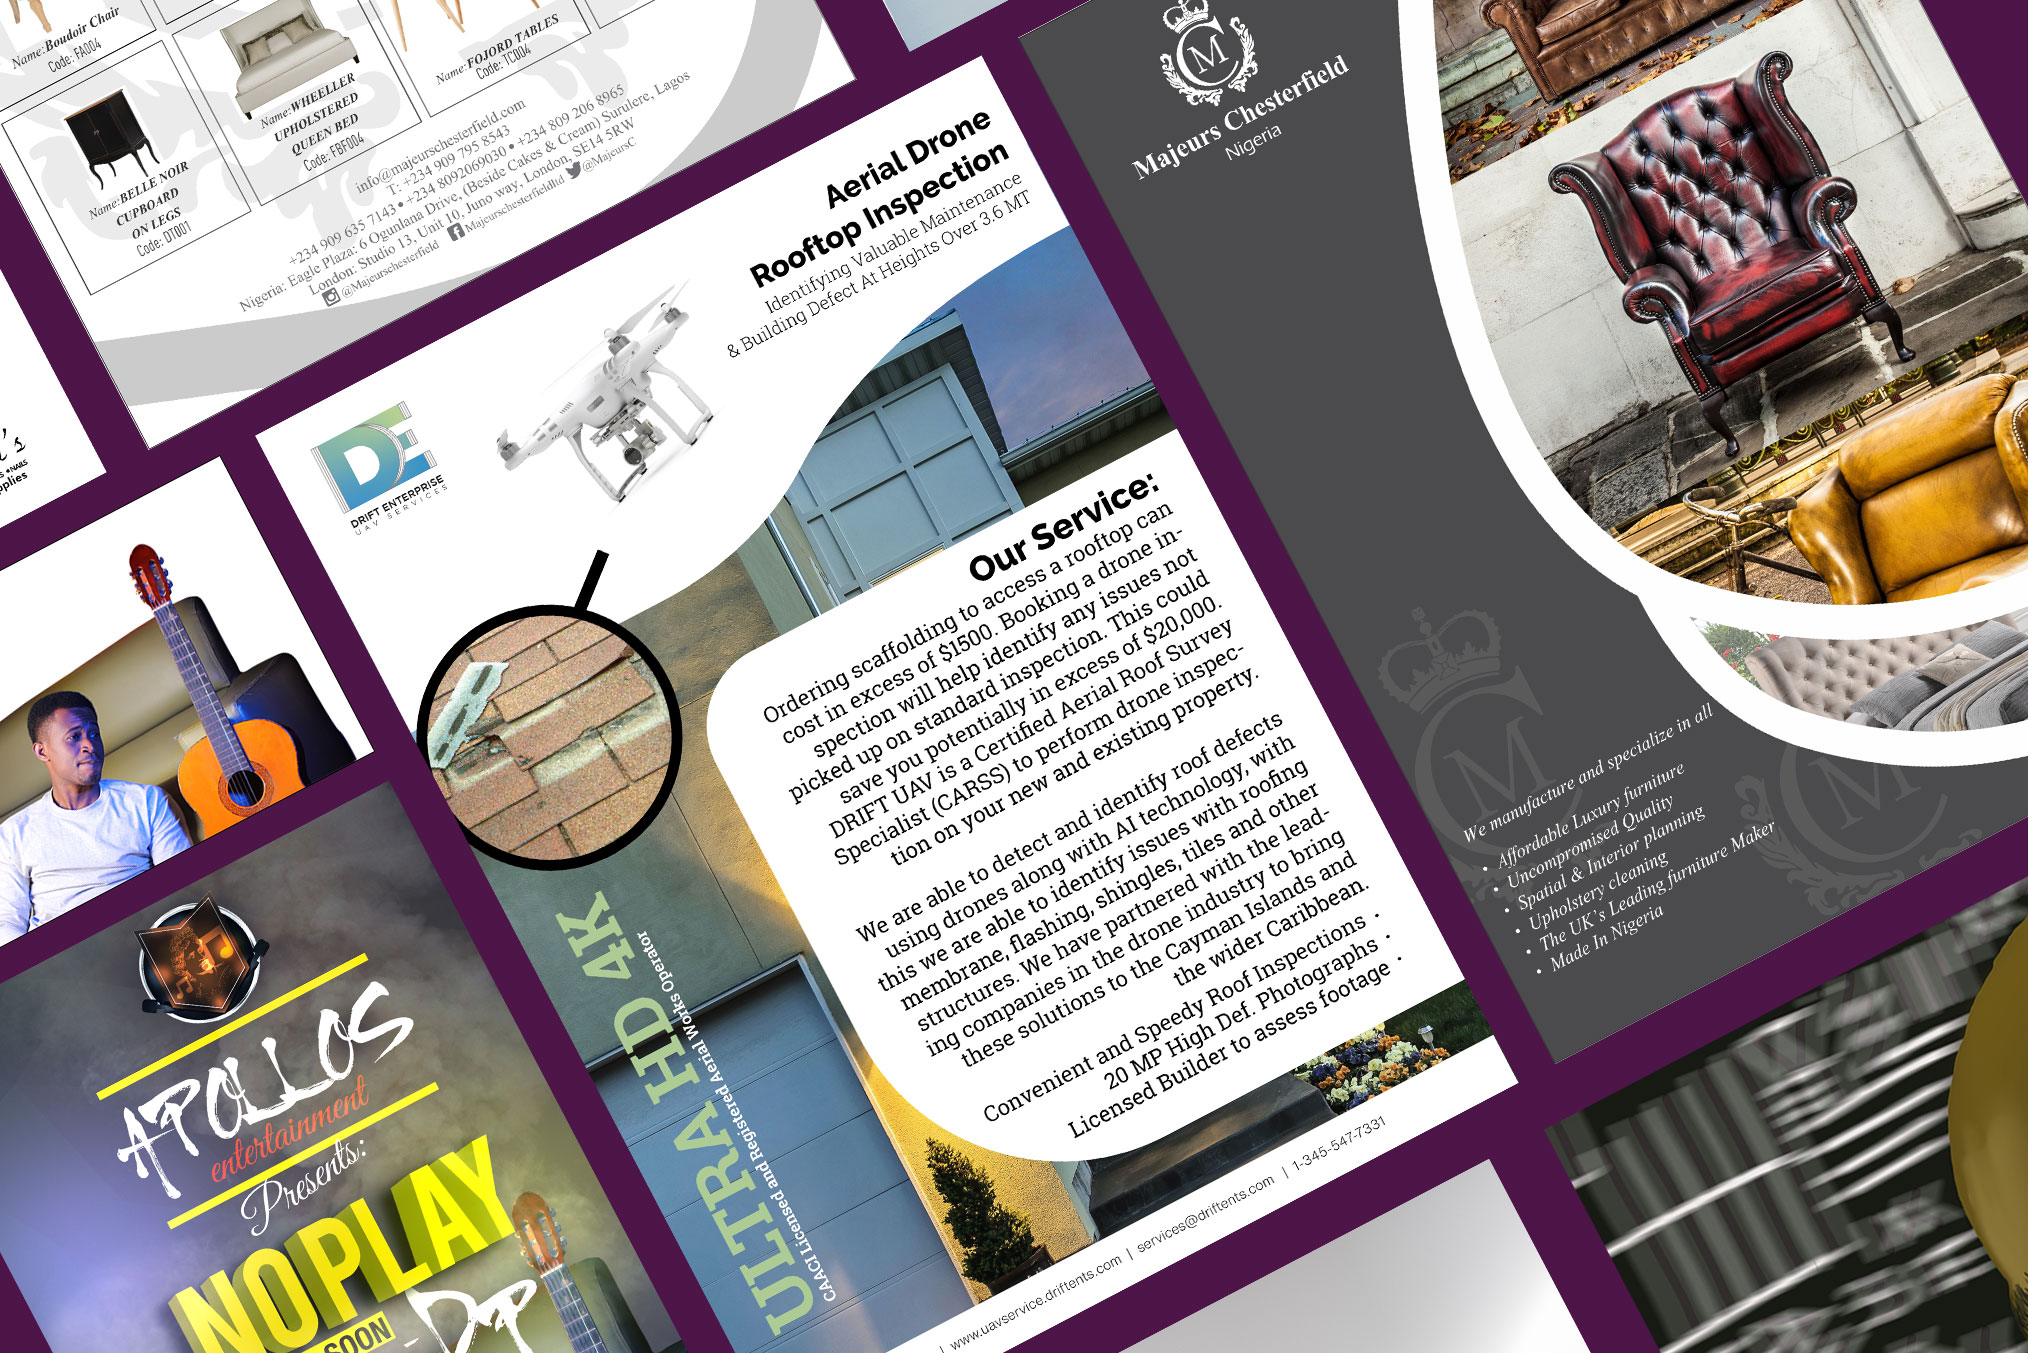 Name:Boudoir Chair
Code: FA004
Name:BELLE NOIR
CUPBOARD
ON LEGS
Code: DT001
Name:WHEELLER
UPHOLSTERED
QUEEN BED
Code: FBF004
Name:FOJORD TABLES
Code: TC004
info@majeurschesterfield.com
T: +234 909 795 8543
+234 909 635 7143 • +234 8092069030 • +234 809 206 8965
Nigeria: Eagle Plaza: 6 Ogunlana Drive, (Beside Cakes & Cream) Surulere, Lagos
London: Studio 13, Unit 10, Juno way, London, SE14 5RW
@Majeurschesterfield Majeurschesterfieldltd @MajeursC
DE
DRIFT ENTERPRISE
UAV SERVICES
Aerial Drone
Rooftop Inspection
Identifying Valuable Maintenance
& Building Defect At Heights Over 3.6 MT
Our Service:
Ordering scaffolding to access a rooftop can
cost in excess of $1500. Booking a drone in-
spection will help identify any issues not
picked up on standard inspection. This could
save you potentially in excess of $20,000.
DRIFT UAV is a Certified Aerial Roof Survey
Specialist (CARSS) to perform drone inspec-
tion on your new and existing property.
We are able to detect and identify roof defects
using drones along with AI technology, with
this we are able to identify issues with roofing
membrane, flashing, shingles, tiles and other
structures. We have partnered with the lead-
ing companies in the drone industry to bring
these solutions to the Cayman Islands and
the wider Caribbean.
Convenient and Speedy Roof Inspections •
20 MP High Def. Photographs •
Licensed Builder to assess footage •
ULTRA HD 4K
CAACI Licensed and Registered Aerial Works Operator
| www.uavservice.driftents.com | services@driftents.com | 1-345-547-7331
CM
Majeurs Chesterfield
Nigeria
CM
CM
We manufacture and specialize in all
• Affordable Luxury furniture
• Uncompromised Quality
• Spatial & Interior planning
• Upholstery cleaning
• The UK's Leading furniture Maker
• Made In Nigeria
's
S •NAILS
pplies
APOLLOS
entertainment
Presents:
NOPLAY
SOON